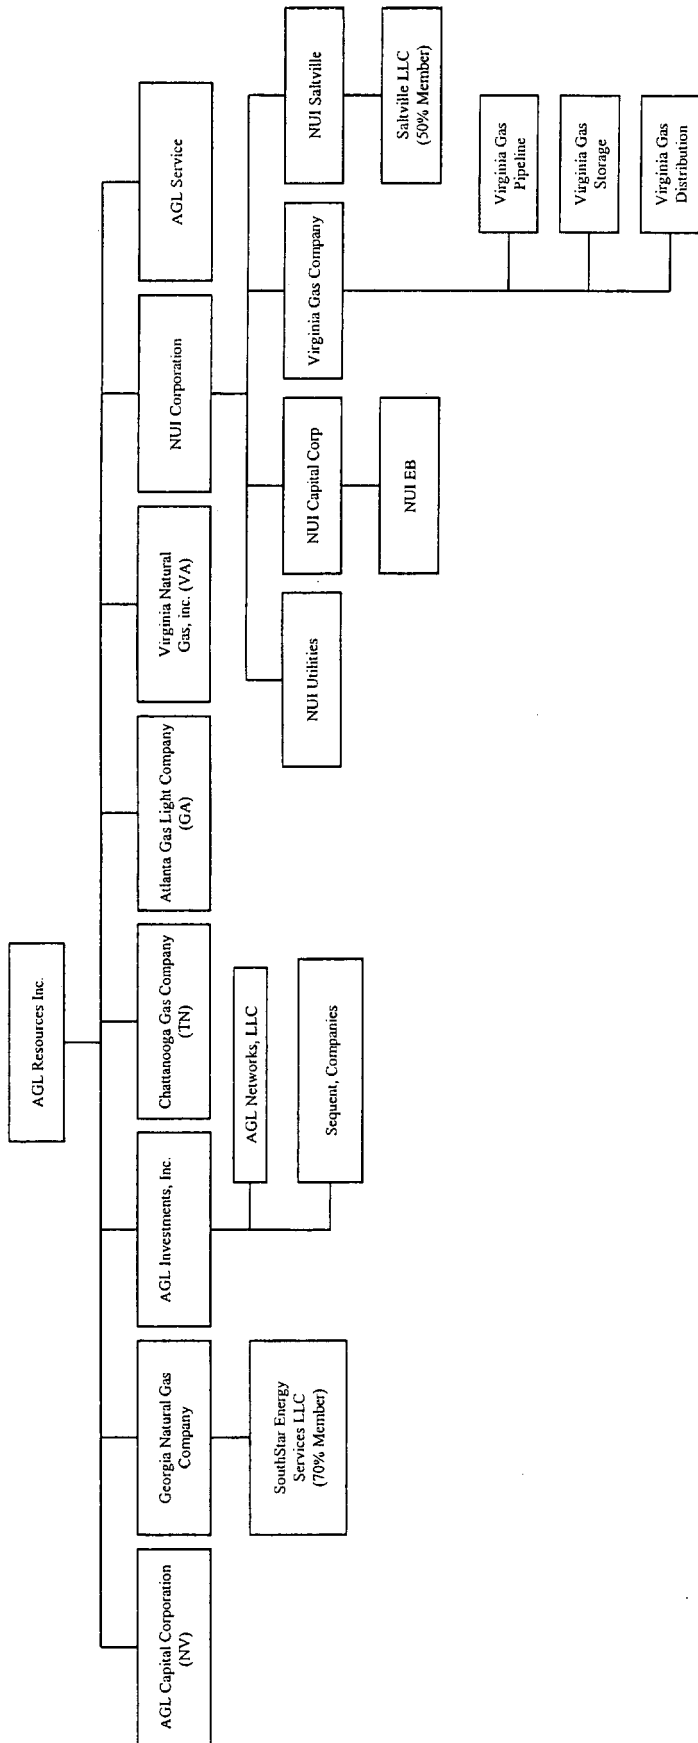 AGL Resources Inc.
AGL Capital Corporation
(NV)
Georgia Natural Gas
Company
AGL Investments, Inc.
Chattanooga Gas Company
(TN)
Atlanta Gas Light Company
(GA)
Virginia Natural
Gas, inc. (VA)
NUI Corporation
AGL Service
SouthStar Energy
Services LLC
(70% Member)
AGL Networks, LLC
Sequent, Companies
NUI Utilities
NUI Capital Corp
Virginia Gas Company
NUI Saltville
NUI EB
Saltville LLC
(50% Member)
Virginia Gas
Pipeline
Virginia Gas
Storage
Virginia Gas
Distribution